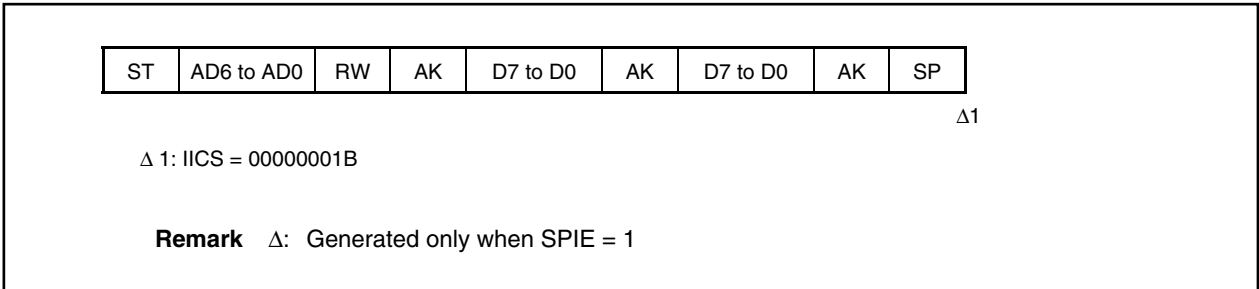 ST AD6 to AD0 RW AK D7 to D0 AK D7 to D0 AK SP
Δ1
Δ 1: IICS = 00000001B
Remark Δ: Generated only when SPIE = 1